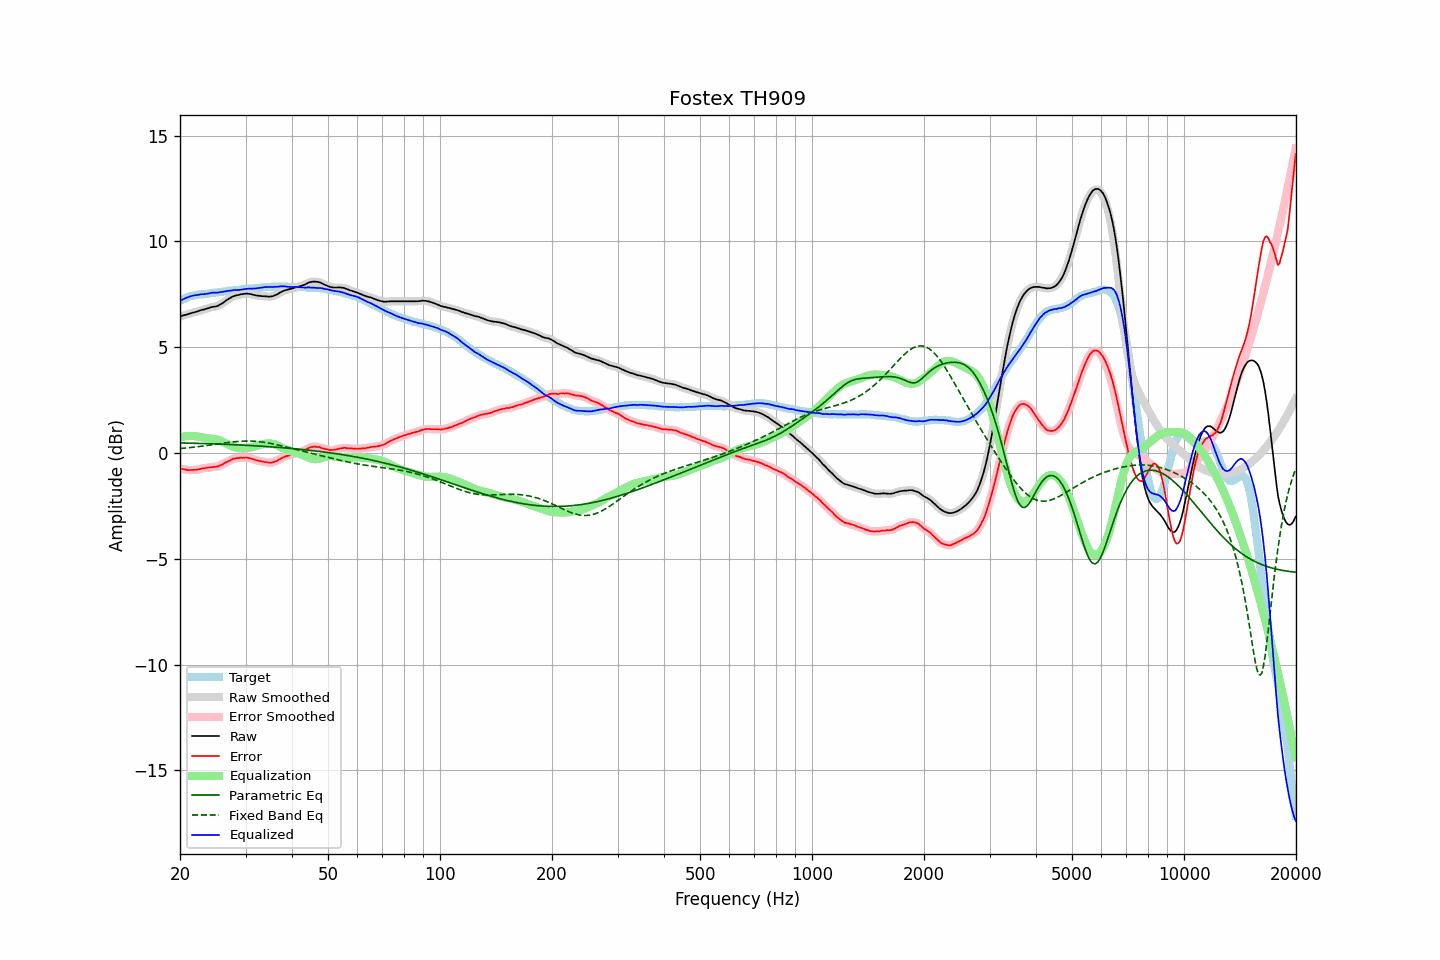 Fostex TH909
Amplitude (dBr)
15
10
5
0
−5
−10
−15
Target
Raw Smoothed
Error Smoothed
Raw
Error
Equalization
Parametric Eq
Fixed Band Eq
Equalized
20 50 100 200 500 1000 2000 5000 10000 20000
Frequency (Hz)